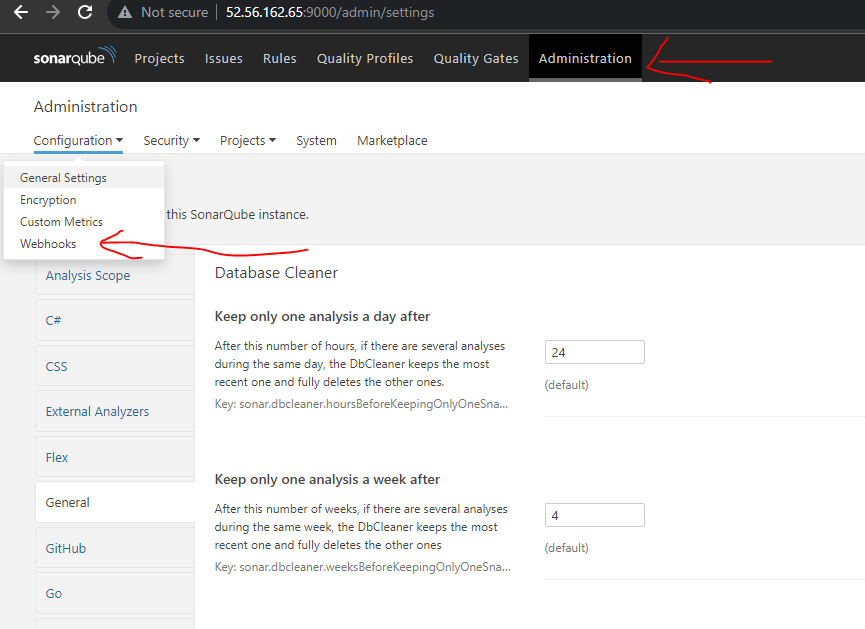 Not secure | 52.56.162.65:9000/admin/settings
sonarqube Projects Issues Rules Quality Profiles Quality Gates Administration
Administration
Configuration Security Projects System Marketplace
General Settings
Encryption
this SonarQube instance.
Custom Metrics
Webhooks
Analysis Scope
C#
CSS
External Analyzers
Flex
General
GitHub
Go
Database Cleaner
Keep only one analysis a day after
After this number of hours, if there are several analyses
during the same day, the DbCleaner keeps the most
recent one and fully deletes the other ones.
Key: sonar.dbcleaner.hoursBeforeKeepingOnlyOneSna...
24
(default)
Keep only one analysis a week after
After this number of weeks, if there are several analyses
during the same week, the DbCleaner keeps the most
recent one and fully deletes the other ones
Key: sonar.dbcleaner.weeksBeforeKeepingOnlyOneSna...
4
(default)